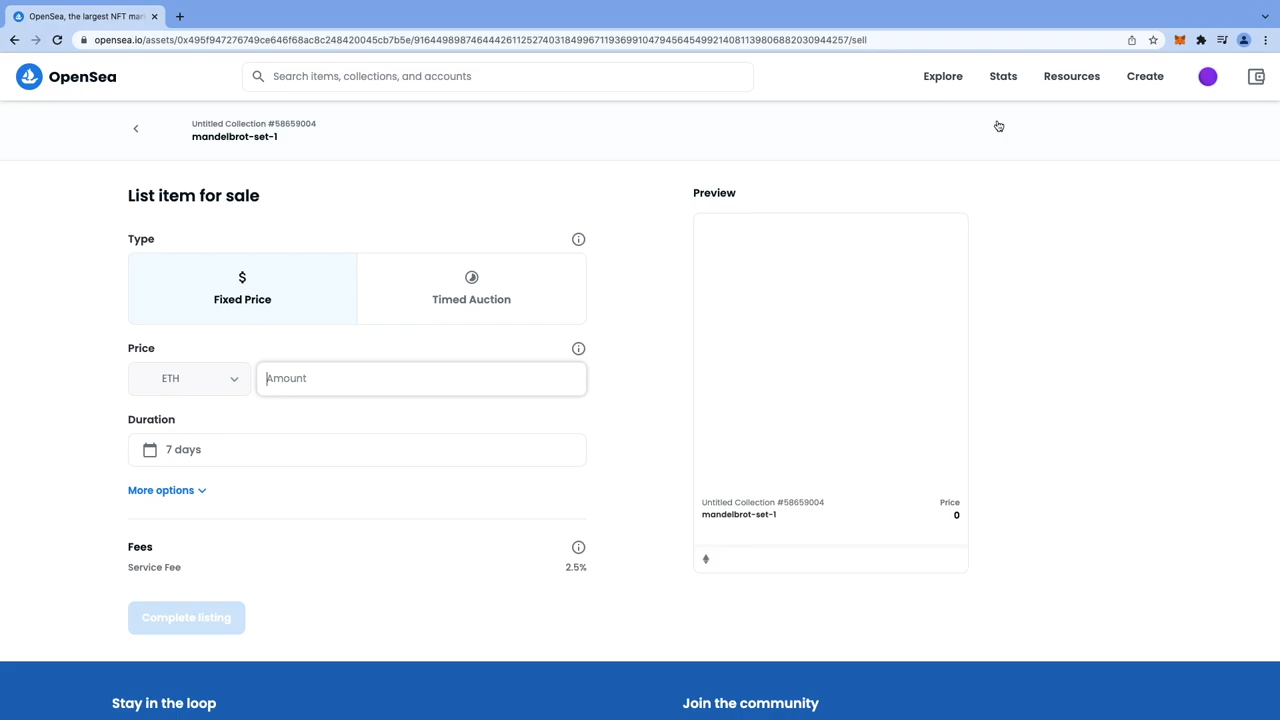 OpenSea, the largest NFT mar
opensea.io/assets/0x495f947276749ce646f68ac8c248420045cb7b5e/91644989874644426112527403184996711936991047945645499214081139806882030944257/sell
OpenSea
Search items, collections, and accounts
Explore
Stats
Resources
Create
Untitled Collection #58659004
mandelbrot-set-1
List item for sale
Type
$
Fixed Price
Timed Auction
Price
ETH
Amount
Duration
7 days
More options
Fees
Service Fee
2.5%
Complete listing
Preview
Untitled Collection #58659004
Price
mandelbrot-set-1
0
Stay in the loop
Join the community